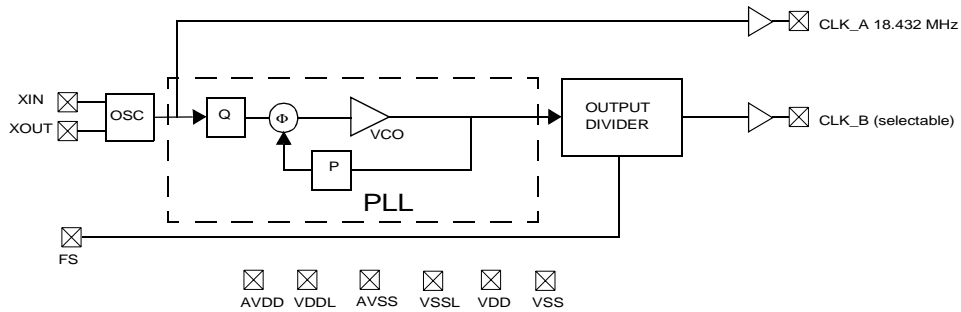 CLK_A 18.432 MHz
XIN
XOUT
OSC
Q
Φ
VCO
P
PLL
OUTPUT
DIVIDER
CLK_B (selectable)
FS
AVDD VDDL AVSS VSSL VDD VSS